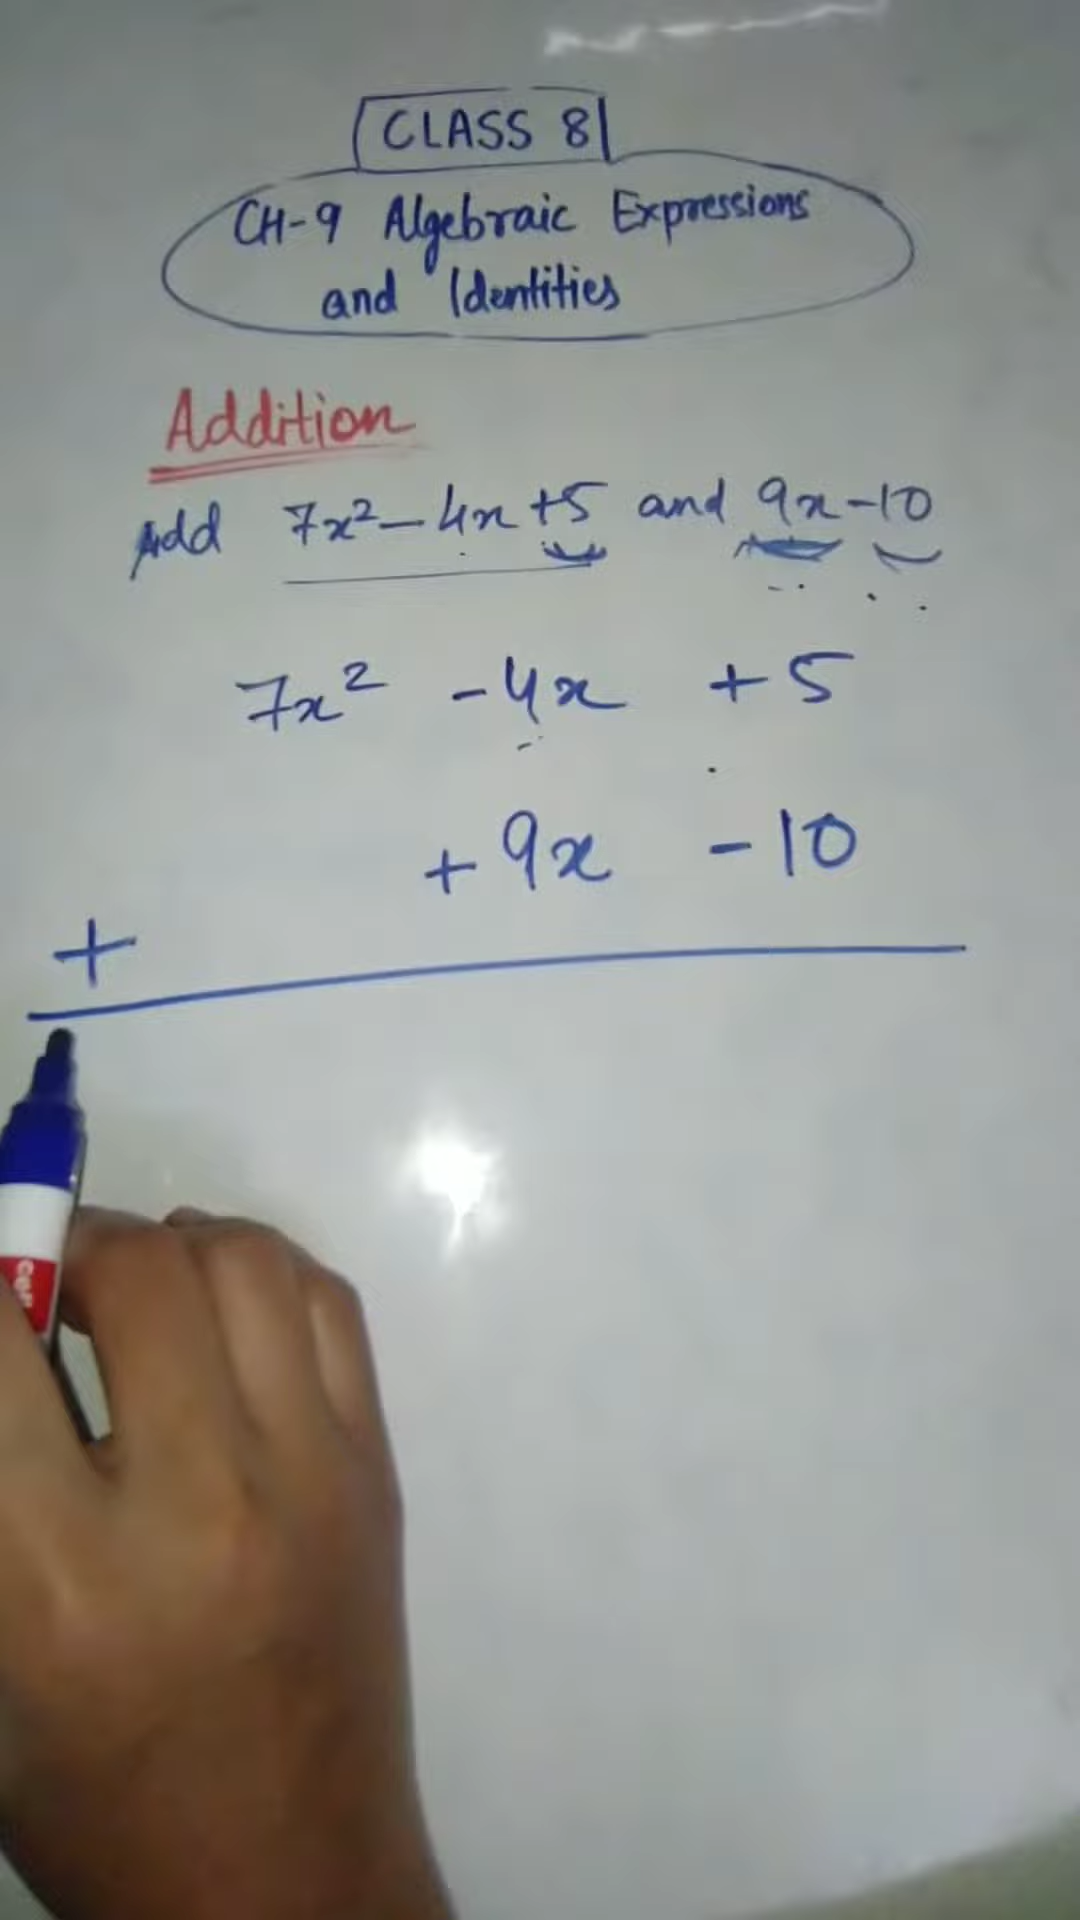 CLASS 8
CH-9 Algebraic Expressions
and Identities
Addition
Add 7x² - 4x + 5 and 9x - 10
7x² - 4x + 5
+ 9x - 10
+